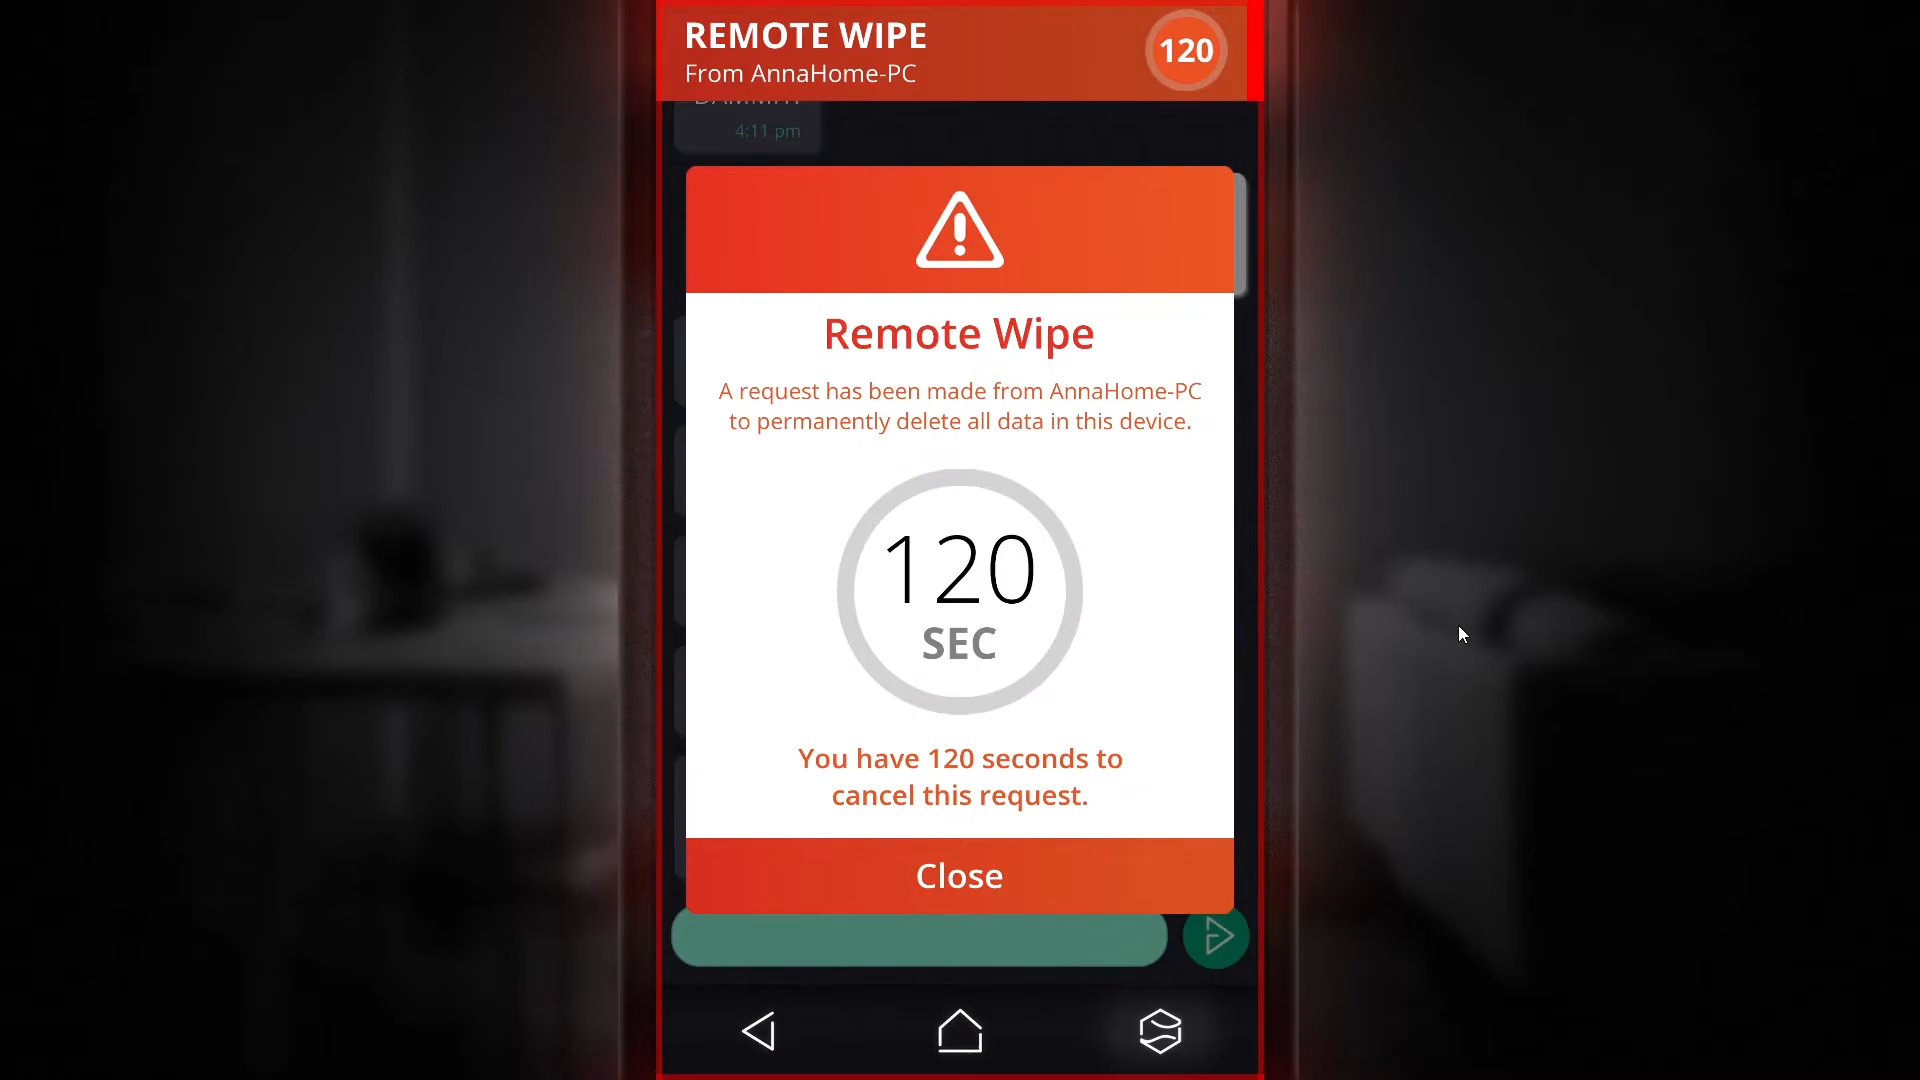 REMOTE WIPE
From AnnaHome-PC
120
4:11 pm
Remote Wipe
A request has been made from AnnaHome-PC
to permanently delete all data in this device.
120
SEC
You have 120 seconds to
cancel this request.
Close